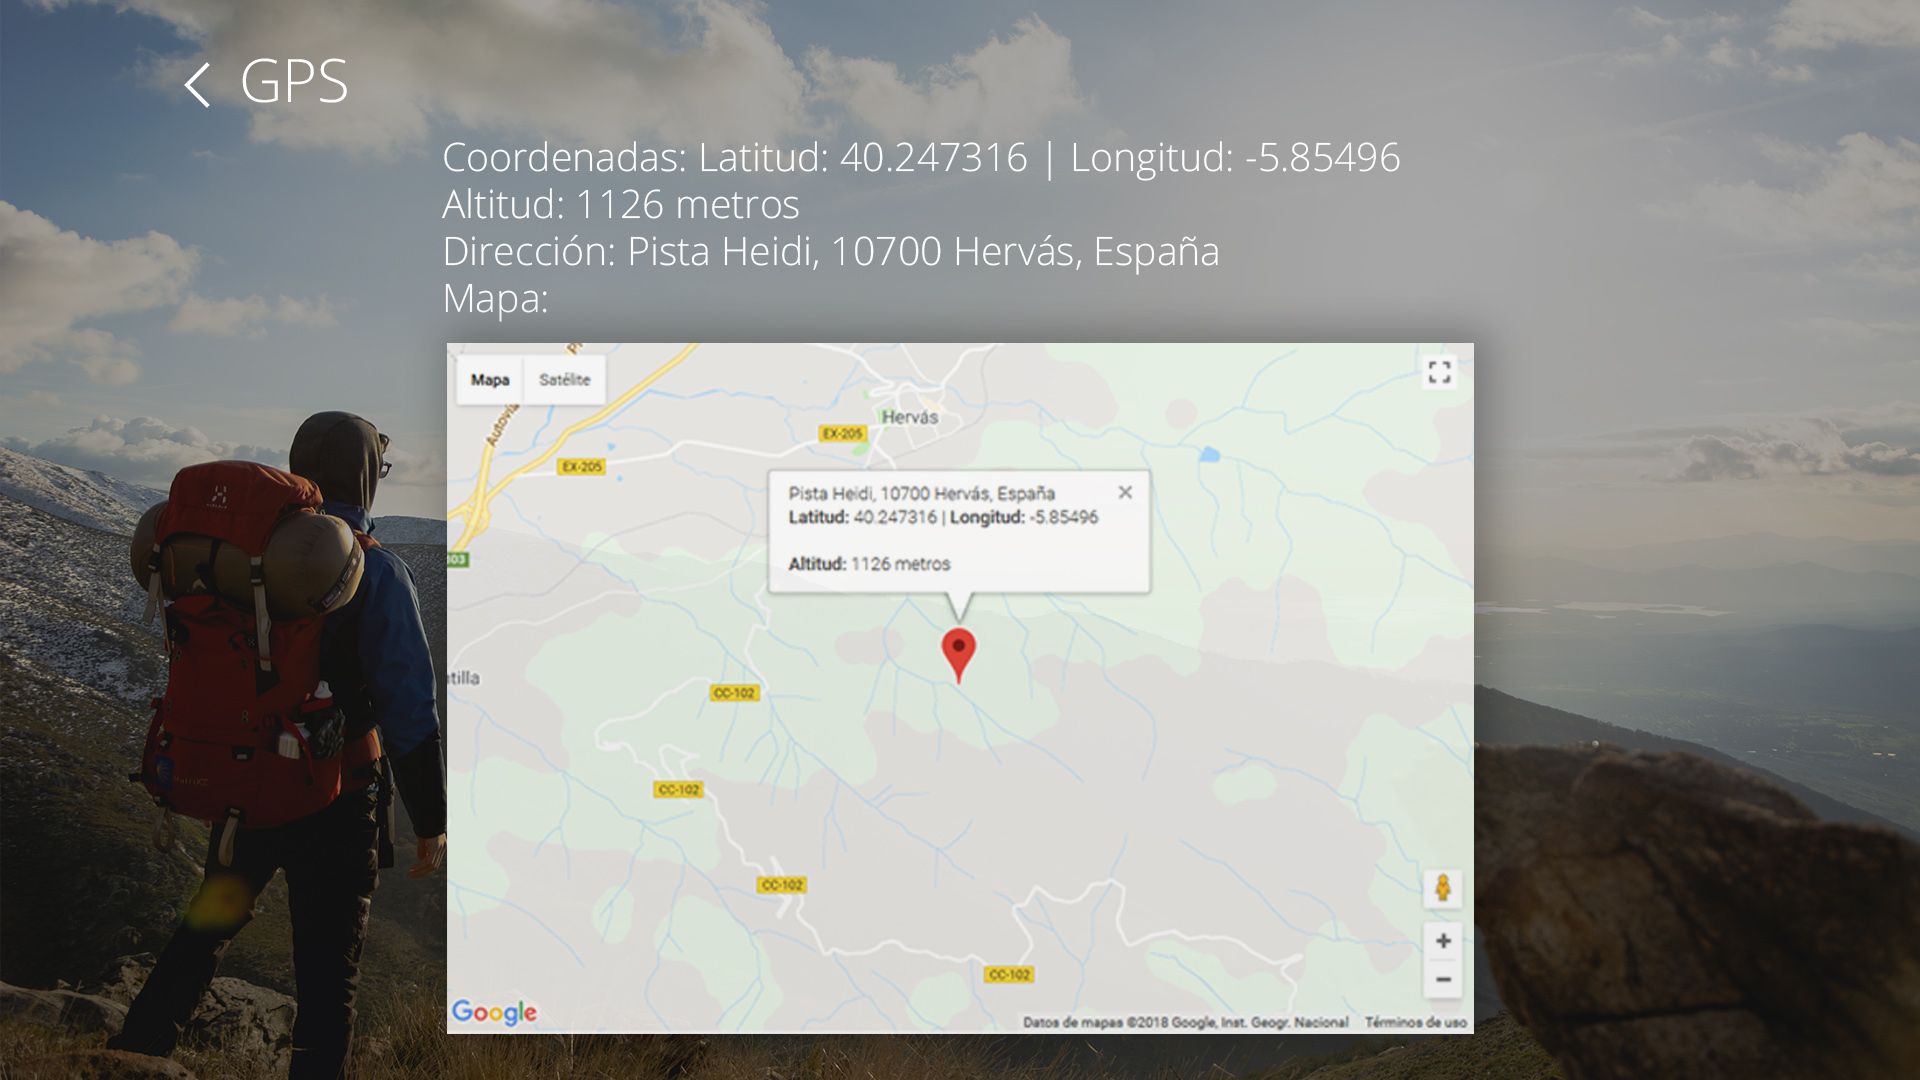 GPS
Coordenadas: Latitud: 40.247316 | Longitud: -5.85496
Altitud: 1126 metros
Dirección: Pista Heidi, 10700 Hervás, España
Mapa:
Mapa Satélite
Autovía
Hervás
EX-205
EX-205
Pista Heidi, 10700 Hervás, España
Latitud: 40.247316 | Longitud: -5.85496
Altitud: 1126 metros
tilla
CC-102
CC-102
CC-102
CC-102
Google
Datos de mapas ©2018 Google, Inst. Geogr. Nacional Términos de uso